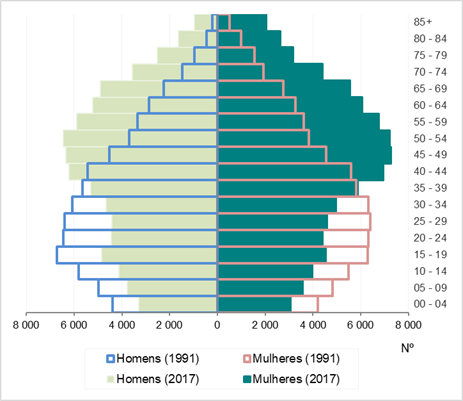 85+
80 - 84
75 - 79
70 - 74
65 - 69
60 - 64
55 - 59
50 - 54
45 - 49
40 - 44
35 - 39
30 - 34
25 - 29
20 - 24
15 - 19
10 - 14
05 - 09
00 - 04
8 000 6 000 4 000 2 000 0 2 000 4 000 6 000 8 000
Nº
Homens (1991) Mulheres (1991)
Homens (2017) Mulheres (2017)